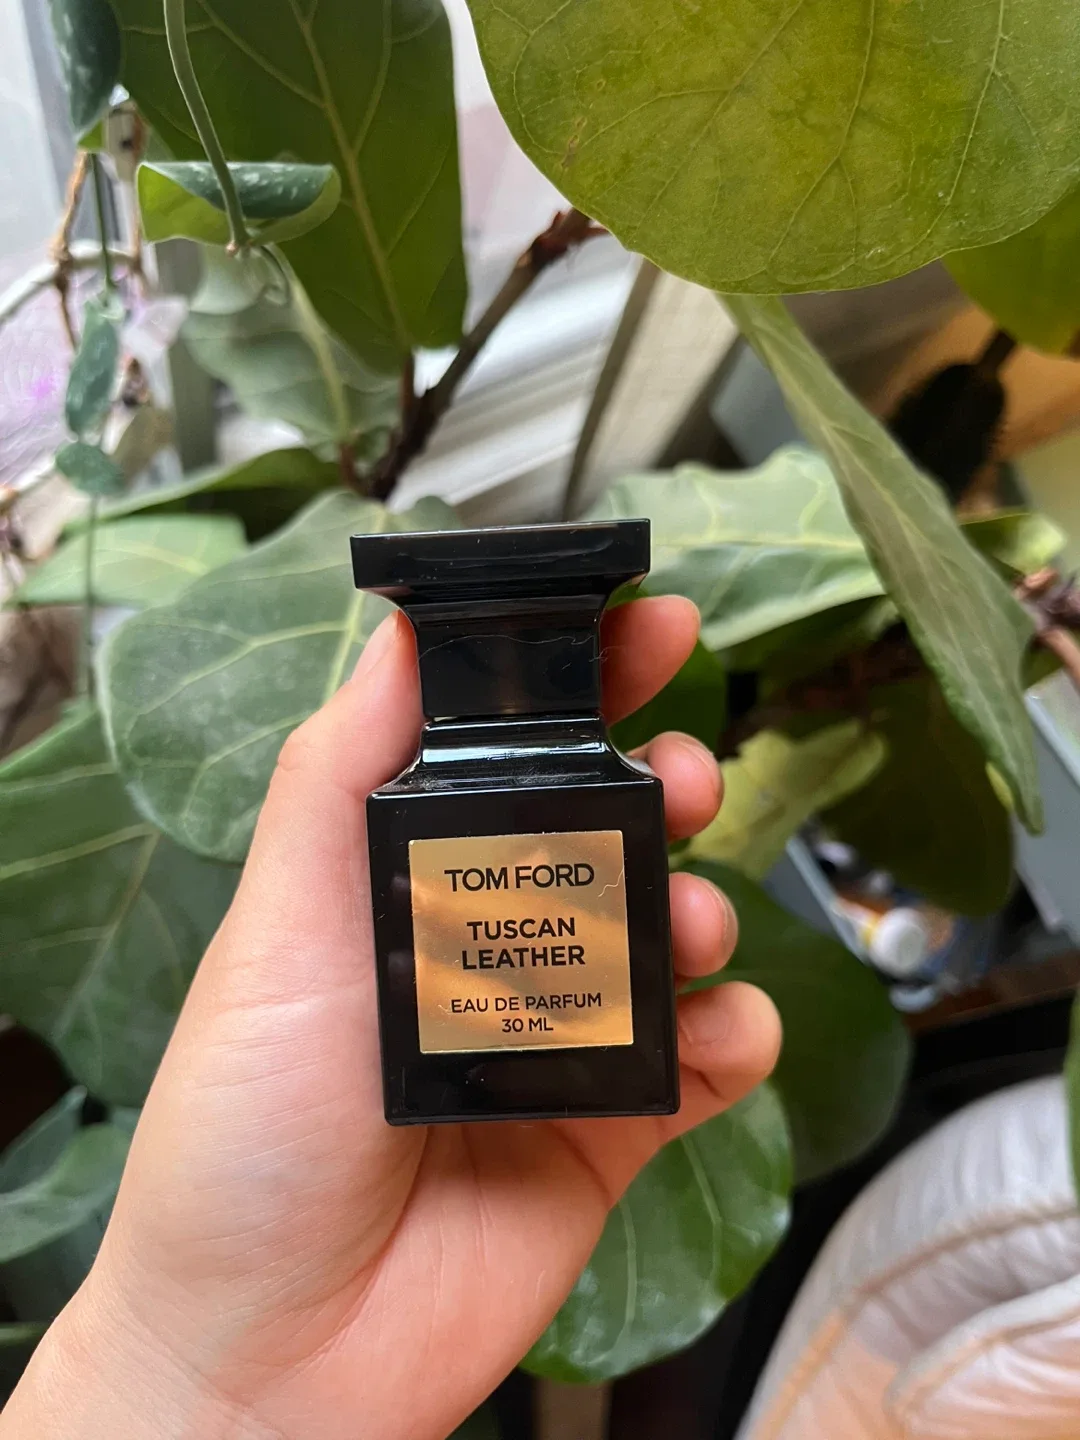 TOM FORD
TUSCAN
LEATHER
EAU DE PARFUM
30 ML